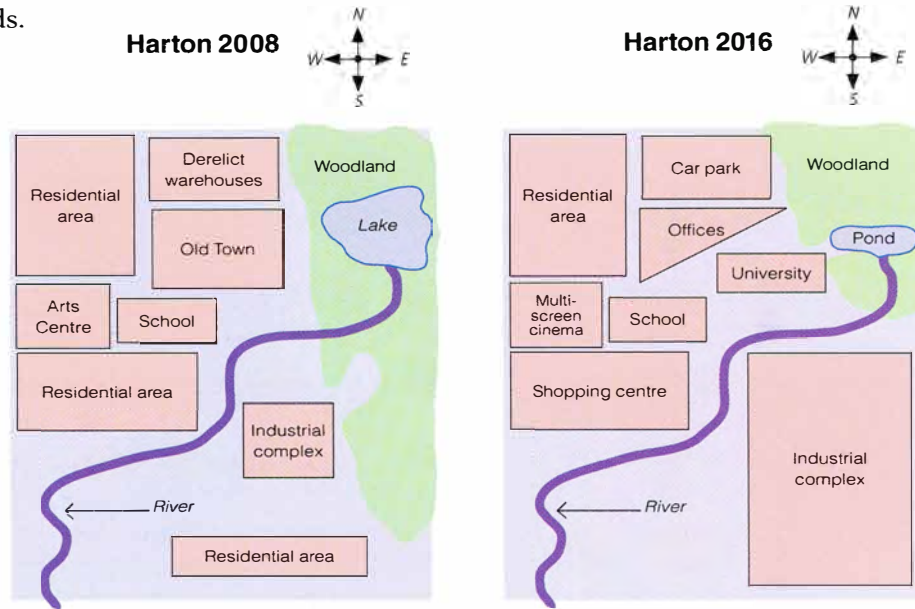 ds.
Harton 2008
N
W E
S
Derelict
warehouses
Woodland
Residential
area
Old Town
Lake
Arts
Centre
School
Residential area
Industrial
complex
River
Residential area
Harton 2016
N
W E
S
Car park
Woodland
Residential
area
Offices
Pond
University
Multi-
screen
cinema
School
Shopping centre
Industrial
complex
River